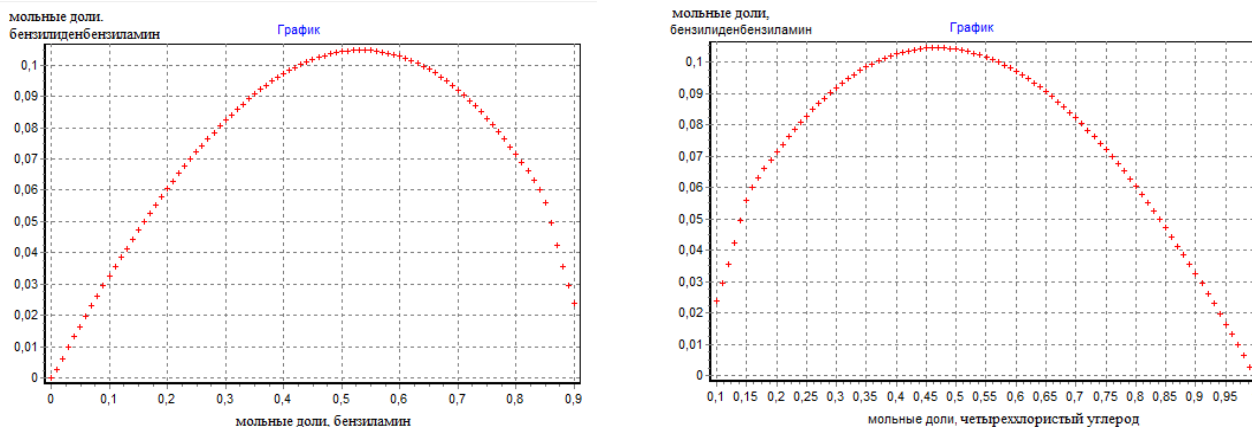 мольные доли.
бензилиденбензиламин
График
0,1
0,09
0,08
0,07
0,06
0,05
0,04
0,03
0,02
0,01
0
0 0,1 0,2 0,3 0,4 0,5 0,6 0,7 0,8 0,9
мольные доли, бензиламин
мольные доли,
бензилиденбензиламин
График
0,1
0,09
0,08
0,07
0,06
0,05
0,04
0,03
0,02
0,01
0
0,1 0,15 0,2 0,25 0,3 0,35 0,4 0,45 0,5 0,55 0,6 0,65 0,7 0,75 0,8 0,85 0,9 0,95
мольные доли, четыреххлористый углерод